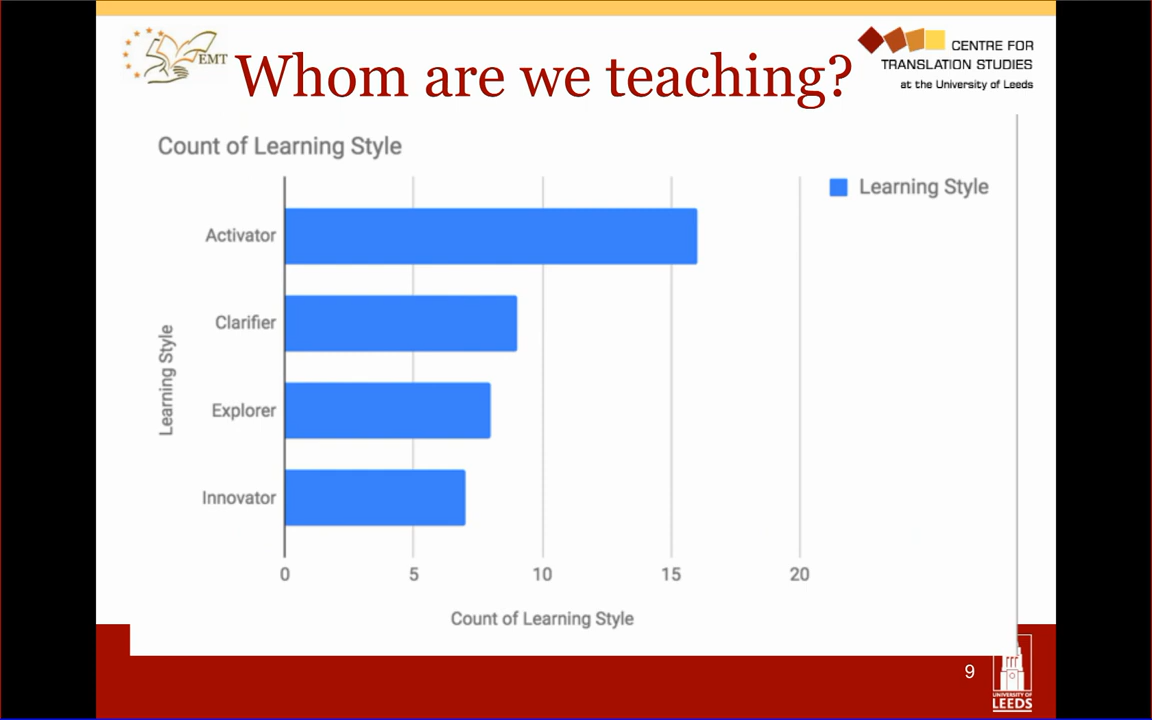 EMT
Whom are we teaching?
CENTRE FOR
TRANSLATION STUDIES
at the University of Leeds
Count of Learning Style
Learning Style
Activator
Clarifier
Explorer
Innovator
Learning Style
0 5 10 15 20
Count of Learning Style
9
UNIVERSITY OF
LEEDS